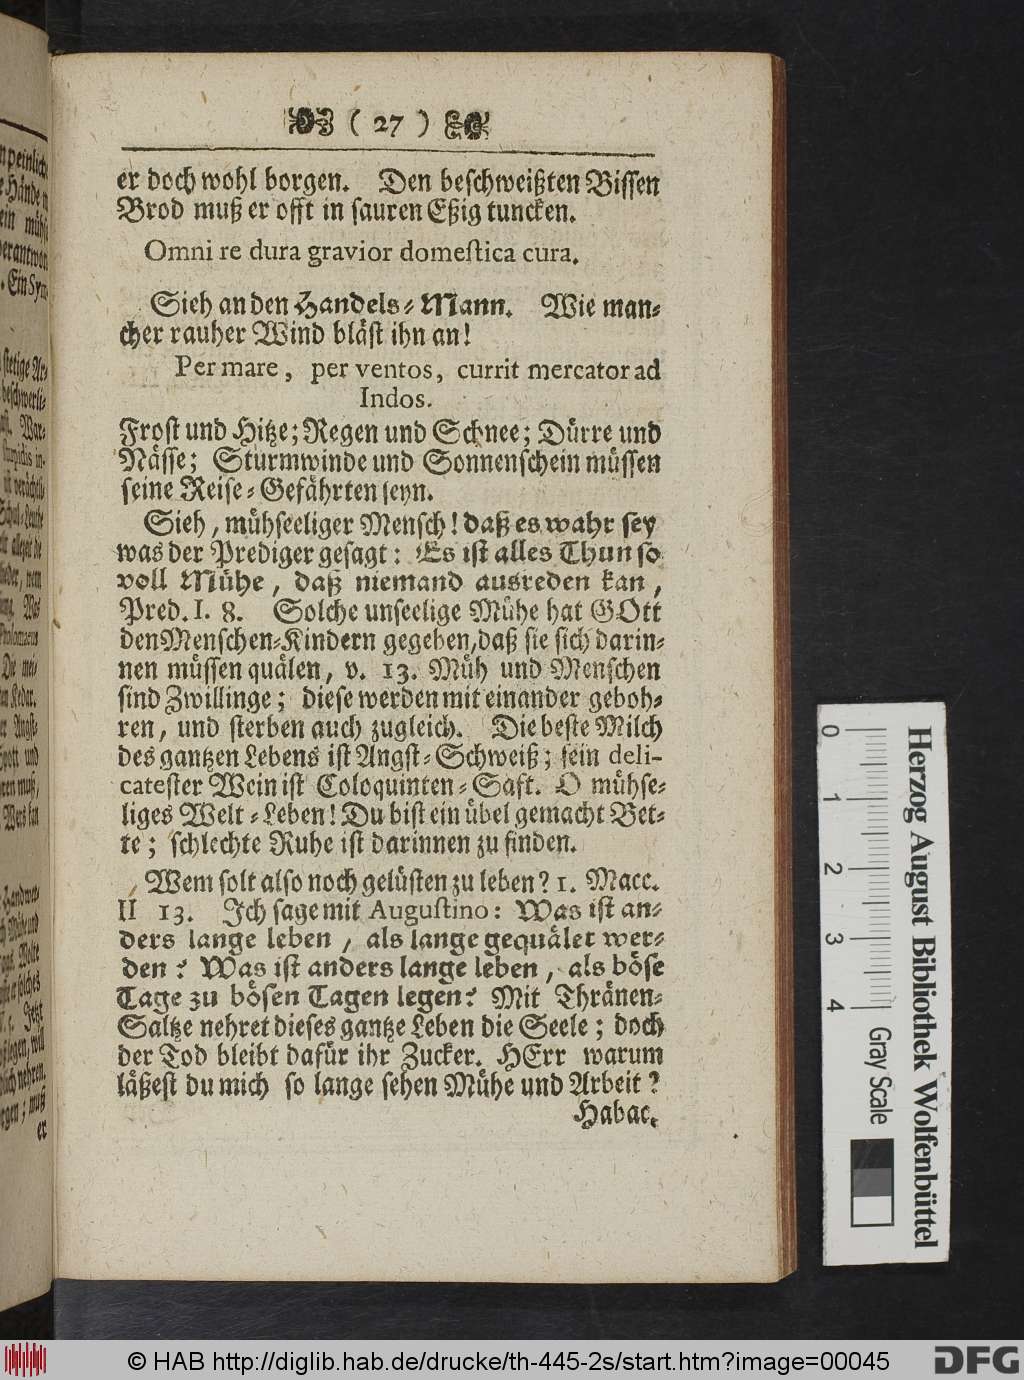 ( 27 )
er doch wohl borgen. Den beschweißten Bissen
Brod muß er offt in sauren Eßig tuncken.
Omni re dura gravior domestica cura.
Sieh an den Handels-Mann. Wie man-
cher rauher Wind bläst ihn an!
Per mare, per ventos, currit mercator ad
Indos.
Frost und Hitze; Regen und Schnee; Dürre und
Nässe; Sturmwinde und Sonnenschein müssen
seine Reise-Gefährten seyn.
Sieh, mühseeliger Mensch! daß es wahr sey
was der Prediger gesagt: Es ist alles Thun so
voll Mühe, daß niemand ausreden kan,
Pred. I. 8. Solche unseelige Mühe hat GOtt
den Menschen-Kindern gegeben, daß sie sich darin-
nen müssen quälen, v. 13. Müh und Menschen
sind Zwillinge; diese werden mit einander geboh-
ren, und sterben auch zugleich. Die beste Milch
des gantzen Lebens ist Angst-Schweiß; sein deli-
catester Wein ist Coloquinten-Saft. O mühse-
liges Welt-Leben! Du bist ein übel gemacht Bet-
te; schlechte Ruhe ist darinnen zu finden.
Wem solt also noch gelüsten zu leben? 1. Macc.
II 13. Ich sage mit Augustino: Was ist an-
ders lange leben, als lange gequälet wer-
den? Was ist anders lange leben, als böse
Tage zu bösen Tagen legen? Mit Thränen-
Saltze nehret dieses gantze Leben die Seele; doch
der Tod bleibt dafür ihr Zucker. HErr warum
läßest du mich so lange sehen Mühe und Arbeit?
Habac.
0 1 2 3 4
Gray Scale
Herzog August Bibliothek Wolfenbüttel
© HAB http://diglib.hab.de/drucke/th-445-2s/start.htm?image=00045
DFG